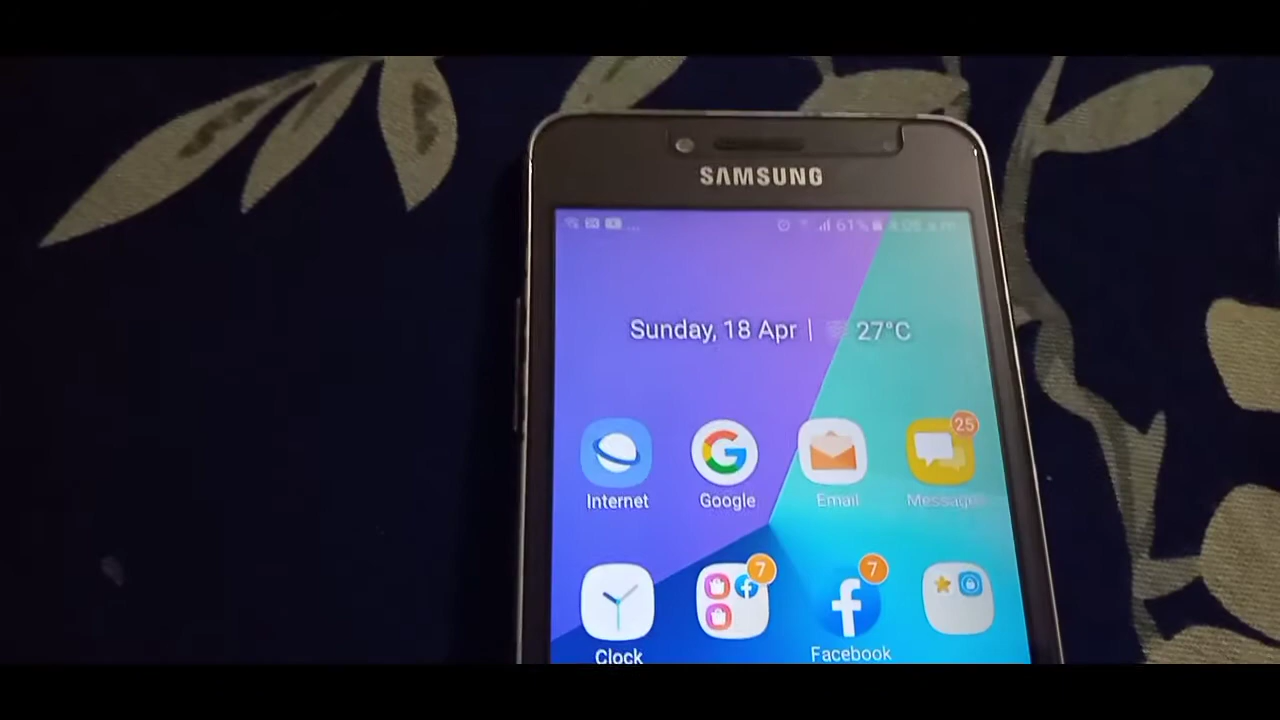 SAMSUNG
61%
Sunday, 18 Apr | 27°C
25
Internet
Google
Email
7
7
Clock
Facebook